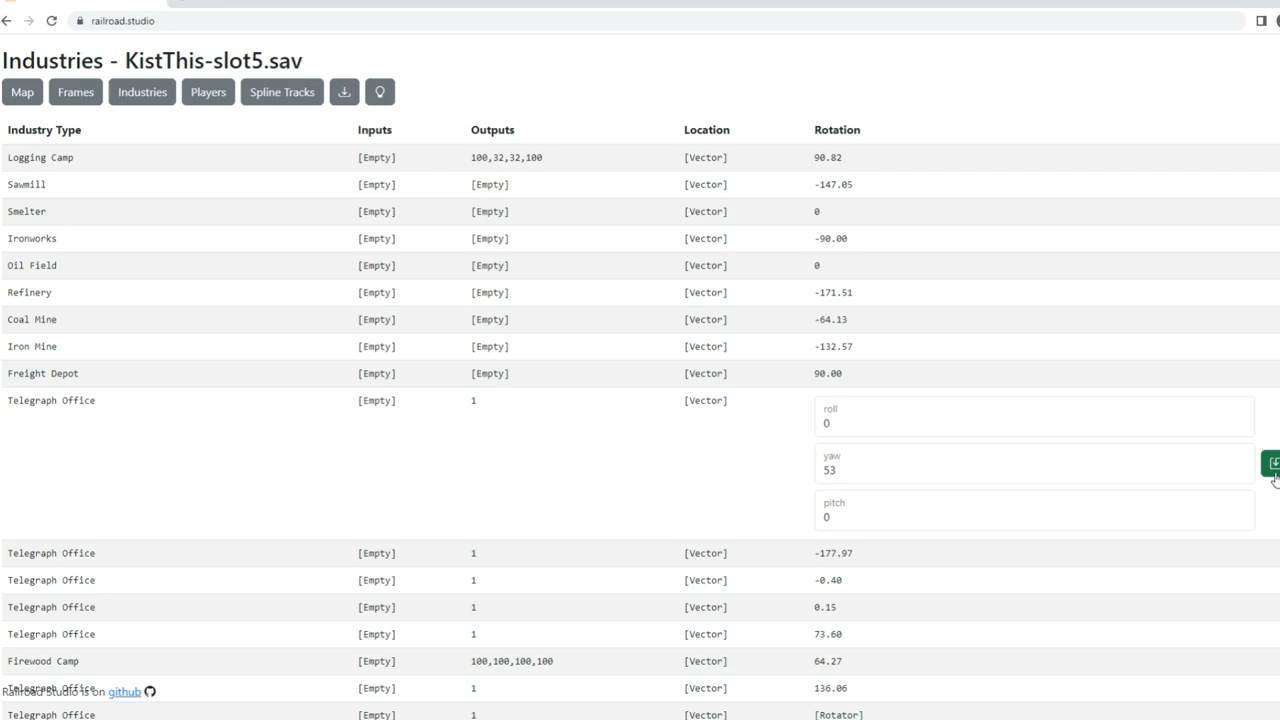 railroad.studio
Industries - KistThis-slot5.sav
Map Frames Industries Players Spline Tracks
Industry Type Inputs Outputs Location Rotation
Logging Camp [Empty] 100,32,32,100 [Vector] 90.82
Sawmill [Empty] [Empty] [Vector] -147.05
Smelter [Empty] [Empty] [Vector] 0
Ironworks [Empty] [Empty] [Vector] -90.00
Oil Field [Empty] [Empty] [Vector] 0
Refinery [Empty] [Empty] [Vector] -171.51
Coal Mine [Empty] [Empty] [Vector] -64.13
Iron Mine [Empty] [Empty] [Vector] -132.57
Freight Depot [Empty] [Empty] [Vector] 90.00
Telegraph Office [Empty] 1 [Vector]
roll
0
yaw
53
pitch
0
Telegraph Office [Empty] 1 [Vector] -177.97
Telegraph Office [Empty] 1 [Vector] -0.40
Telegraph Office [Empty] 1 [Vector] 0.15
Telegraph Office [Empty] 1 [Vector] 73.60
Firewood Camp [Empty] 100,100,100,100 [Vector] 64.27
Telegraph Office [Empty] 1 [Vector] 136.06
Railroad Studio is on github
Telegraph Office [Empty] 1 [Vector] [Rotator]